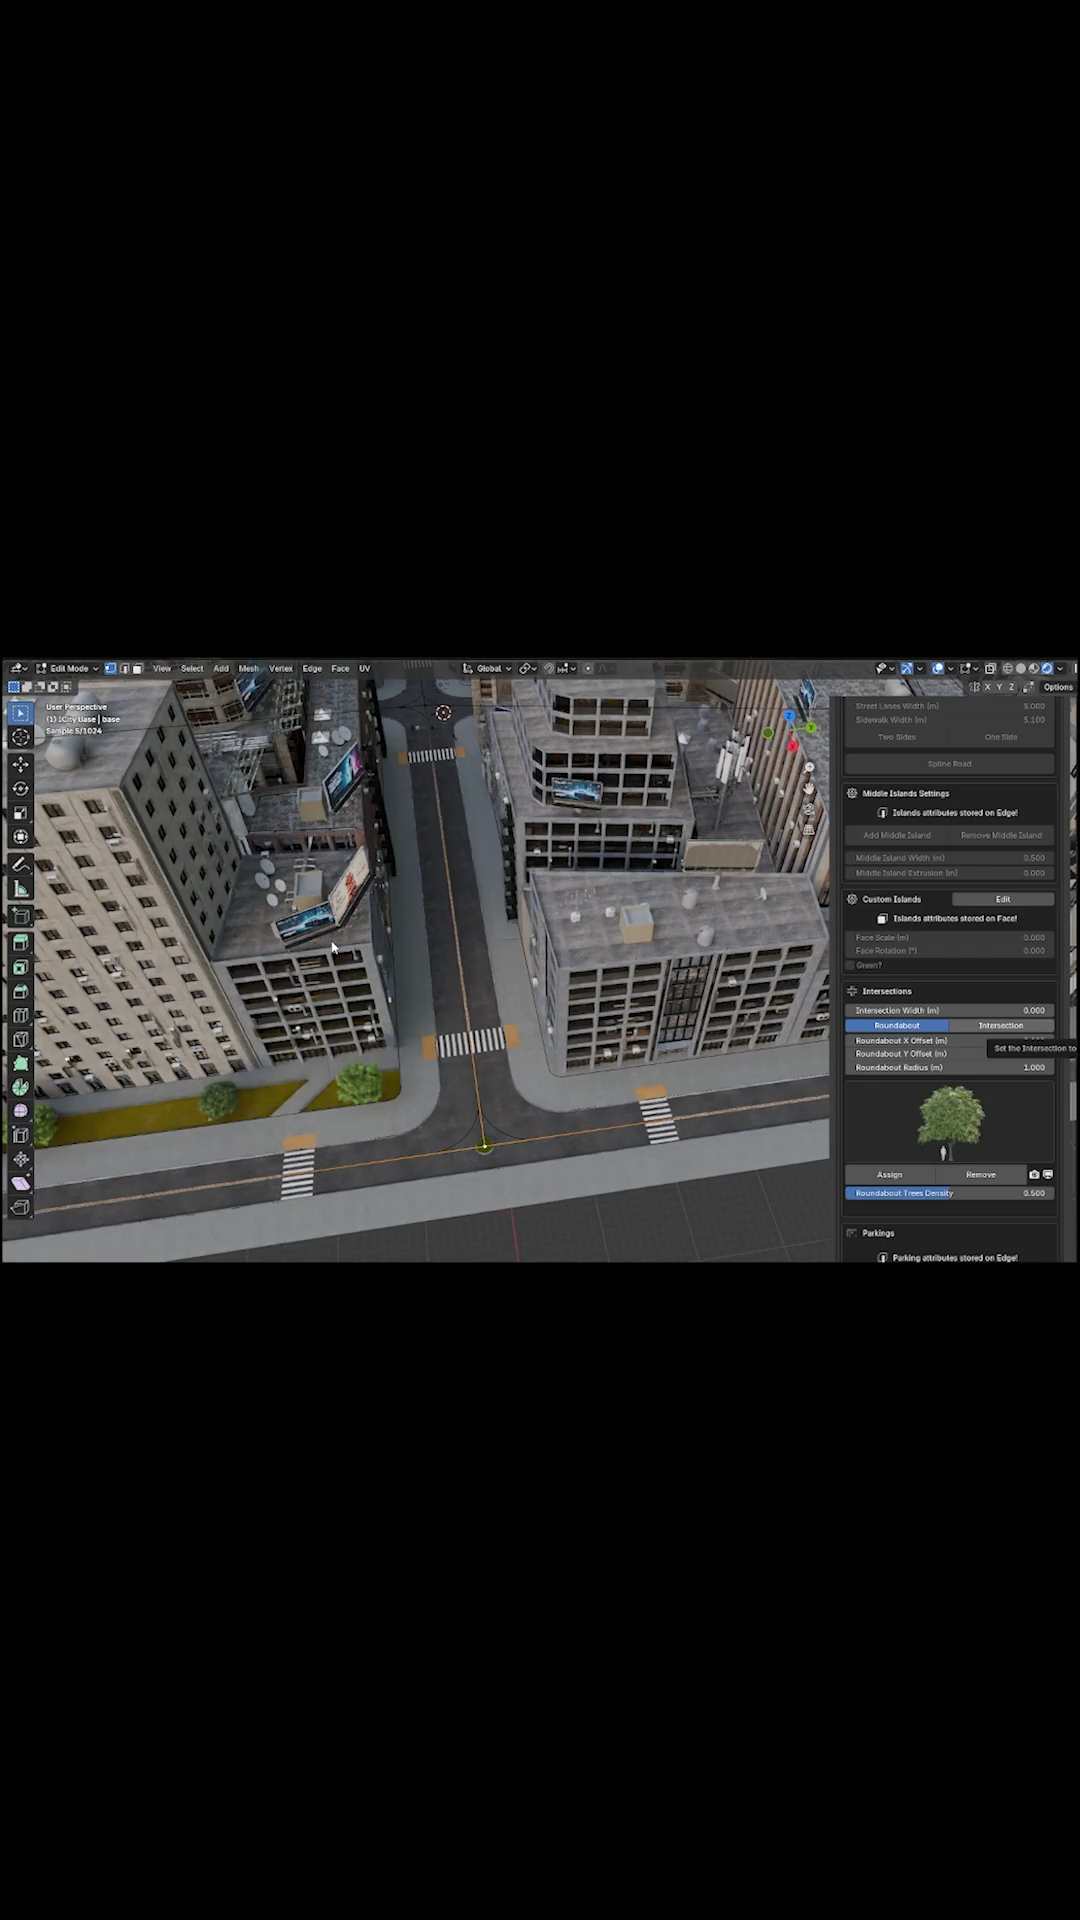 Edit Mode View Select Add Mesh Vertex Edge Face UV Global
X Y Z Options
User Perspective
(1) ICity Base | base
Sample 5/1024
Street Lanes Width (m) 5.000
Sidewalk Width (m) 5.100
Two Sides One Side
Spline Road
Middle Islands Settings
Islands attributes stored on Edge!
Add Middle Island Remove Middle Island
Middle Island Width (m) 0.500
Middle Island Extrusion (m) 0.000
Custom Islands Edit
Islands attributes stored on Face!
Face Scale (m) 0.000
Face Rotation (°) 0.000
Green?
Intersections
Intersection Width (m) 0.000
Roundabout Intersection
Roundabout X Offset (m)
Set the Intersection to
Roundabout Y Offset (m)
Roundabout Radius (m) 1.000
Assign Remove
Roundabout Trees Density 0.500
Parkings
Parking attributes stored on Edge!